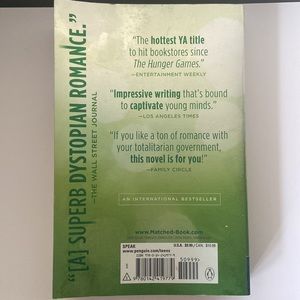 "[A] SUPERB DYSTOPIAN ROMANCE."
—THE WALL STREET JOURNAL
"The hottest YA title
to hit bookstores since
The Hunger Games."
—ENTERTAINMENT WEEKLY
"Impressive writing that's bound
to captivate young minds."
—LOS ANGELES TIMES
"If you like a ton of romance with
your totalitarian government,
this novel is for you!"
—FAMILY CIRCLE
AN INTERNATIONAL BESTSELLER
www.Matched-Book.com
SPEAK
www.penguin.com/teens
50999>